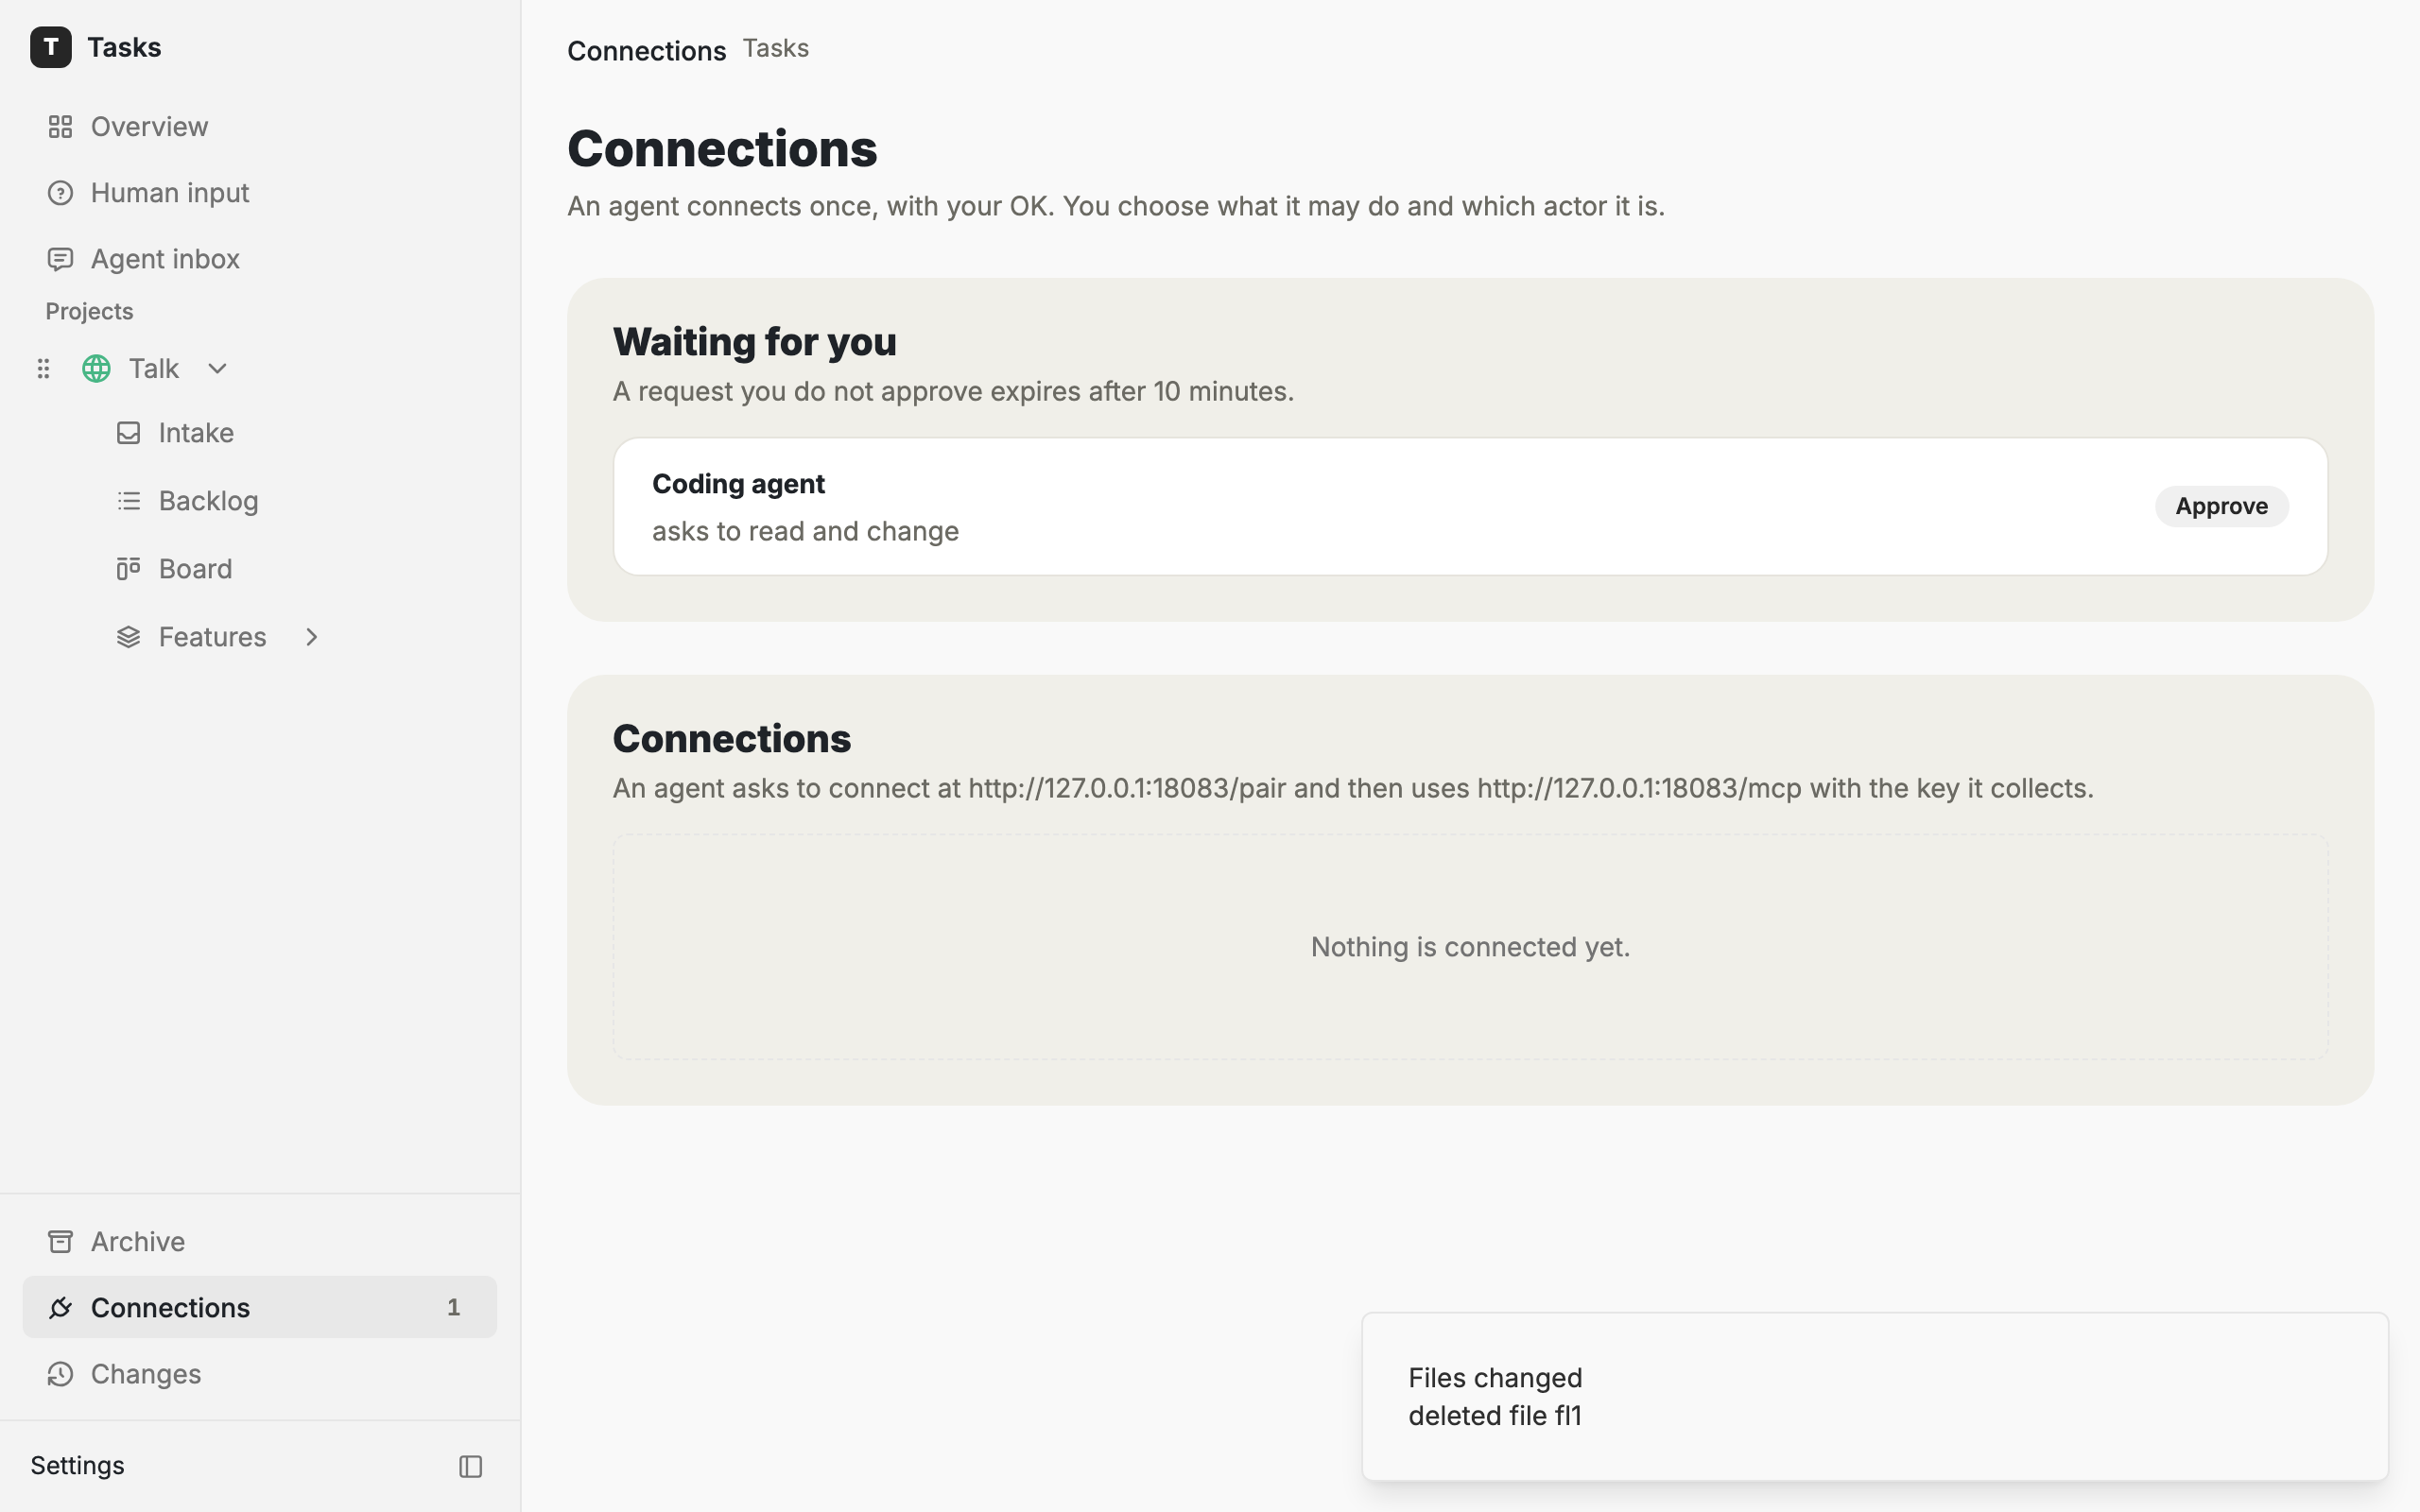 T Tasks
Overview
Human input
Agent inbox
Projects
Talk
Intake
Backlog
Board
Features
Archive
Connections 1
Changes
Settings
Connections Tasks
Connections
An agent connects once, with your OK. You choose what it may do and which actor it is.
Waiting for you
A request you do not approve expires after 10 minutes.
Coding agent
asks to read and change
Approve
Connections
An agent asks to connect at http://127.0.0.1:18083/pair and then uses http://127.0.0.1:18083/mcp with the key it collects.
Nothing is connected yet.
Files changed
deleted file fl1